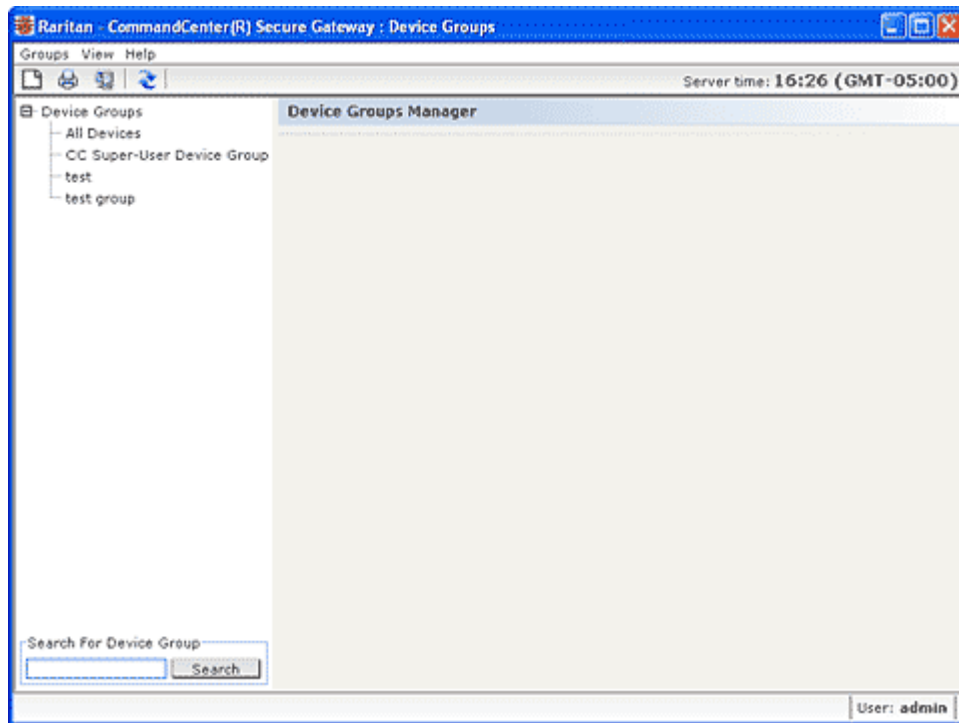 Raritan - CommandCenter(R) Secure Gateway : Device Groups
Groups View Help
Server time: 16:26 (GMT-05:00)
Device Groups
All Devices
CC Super-User Device Group
test
test group
Device Groups Manager
Search For Device Group
Search
User: admin